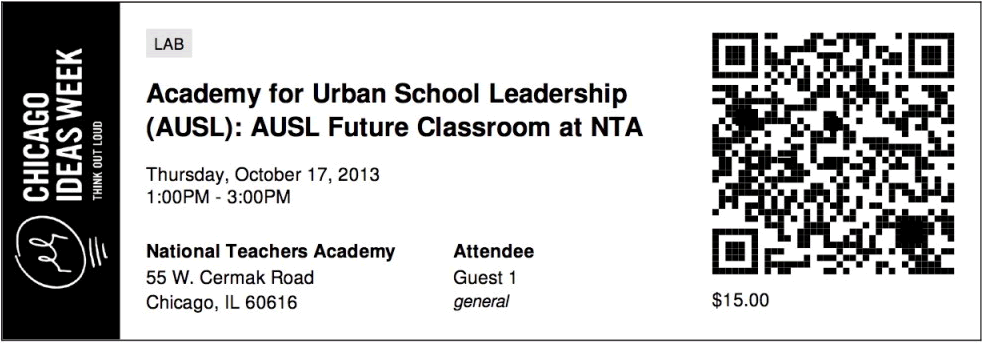 CHICAGO
IDEAS WEEK
THINK OUT LOUD
LAB
Academy for Urban School Leadership
(AUSL): AUSL Future Classroom at NTA
Thursday, October 17, 2013
1:00PM - 3:00PM
National Teachers Academy
55 W. Cermak Road
Chicago, IL 60616
Attendee
Guest 1
general
$15.00